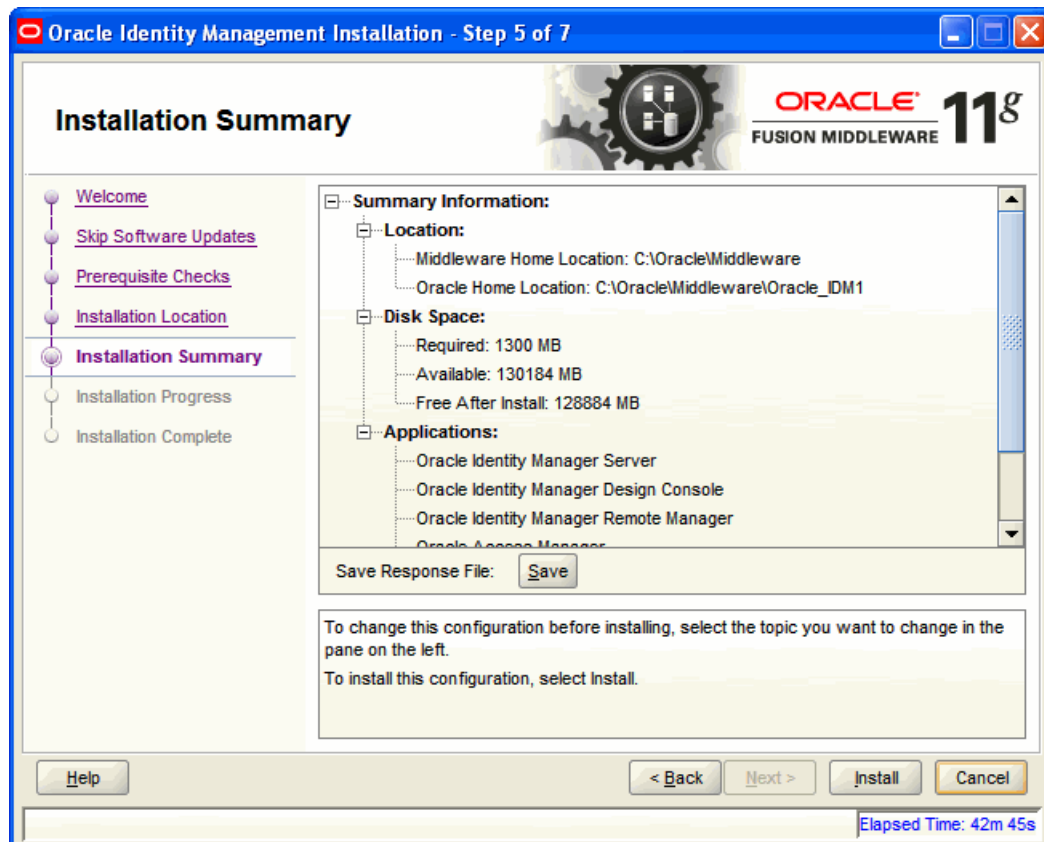 Oracle Identity Management Installation - Step 5 of 7
Installation Summary
ORACLE®
FUSION MIDDLEWARE
11g
Welcome
Skip Software Updates
Prerequisite Checks
Installation Location
Installation Summary
Installation Progress
Installation Complete
Summary Information:
Location:
Middleware Home Location: C:\Oracle\Middleware
Oracle Home Location: C:\Oracle\Middleware\Oracle_IDM1
Disk Space:
Required: 1300 MB
Available: 130184 MB
Free After Install: 128884 MB
Applications:
Oracle Identity Manager Server
Oracle Identity Manager Design Console
Oracle Identity Manager Remote Manager
Oracle Access Manager
Save Response File: Save
To change this configuration before installing, select the topic you want to change in the
pane on the left.
To install this configuration, select Install.
Help < Back Next > Install Cancel
Elapsed Time: 42m 45s